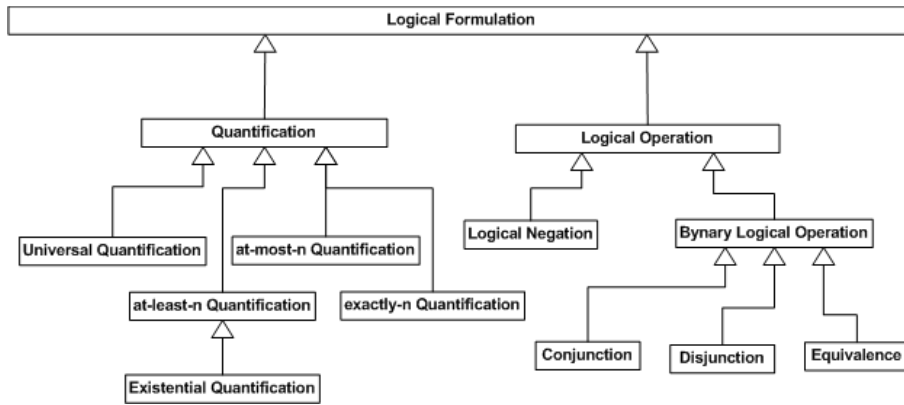 Logical Formulation
Quantification
Logical Operation
Universal Quantification
at-most-n Quantification
Logical Negation
Bynary Logical Operation
at-least-n Quantification
exactly-n Quantification
Conjunction
Disjunction
Equivalence
Existential Quantification